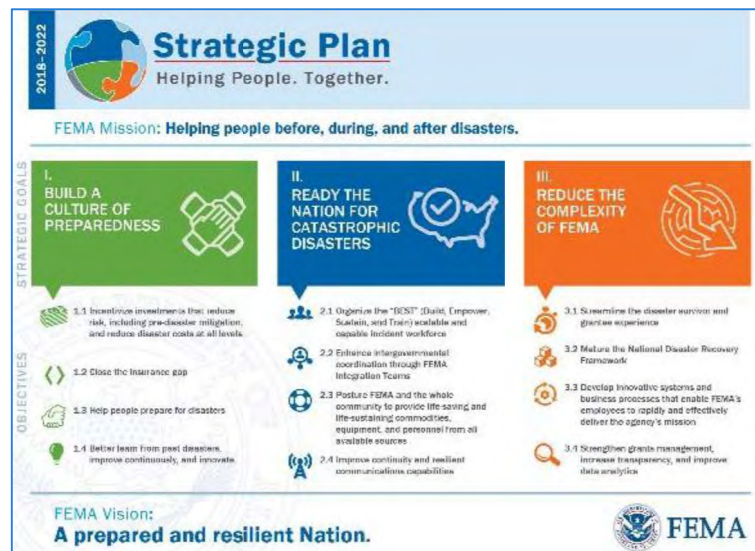 2018–2022
Strategic Plan
Helping People. Together.
FEMA Mission: Helping people before, during, and after disasters.
STRATEGIC GOALS
I.
BUILD A
CULTURE OF
PREPAREDNESS
II.
READY THE
NATION FOR
CATASTROPHIC
DISASTERS
III.
REDUCE THE
COMPLEXITY
OF FEMA
OBJECTIVES
1.1 Incentivize investments that reduce
risk, including pre-disaster mitigation,
and reduce disaster costs at all levels
1.2 Close the insurance gap
1.3 Help people prepare for disasters
1.4 Better learn from past disasters,
improve continuously, and innovate
2.1 Organize the "BEST" (Build, Empower,
Sustain, and Train) scalable and
capable incident workforce
2.2 Enhance intergovernmental
coordination through FEMA
Integration Teams
2.3 Posture FEMA and the whole
community to provide life-saving and
life-sustaining commodities,
equipment, and personnel from all
available sources
2.4 Improve continuity and resilient
communications capabilities
3.1 Streamline the disaster survivor and
grantee experience
3.2 Mature the National Disaster Recovery
Framework
3.3 Develop innovative systems and
business processes that enable FEMA's
employees to rapidly and effectively
deliver the agency's mission
3.4 Strengthen grants management,
increase transparency, and improve
data analytics
FEMA Vision:
A prepared and resilient Nation.
FEMA